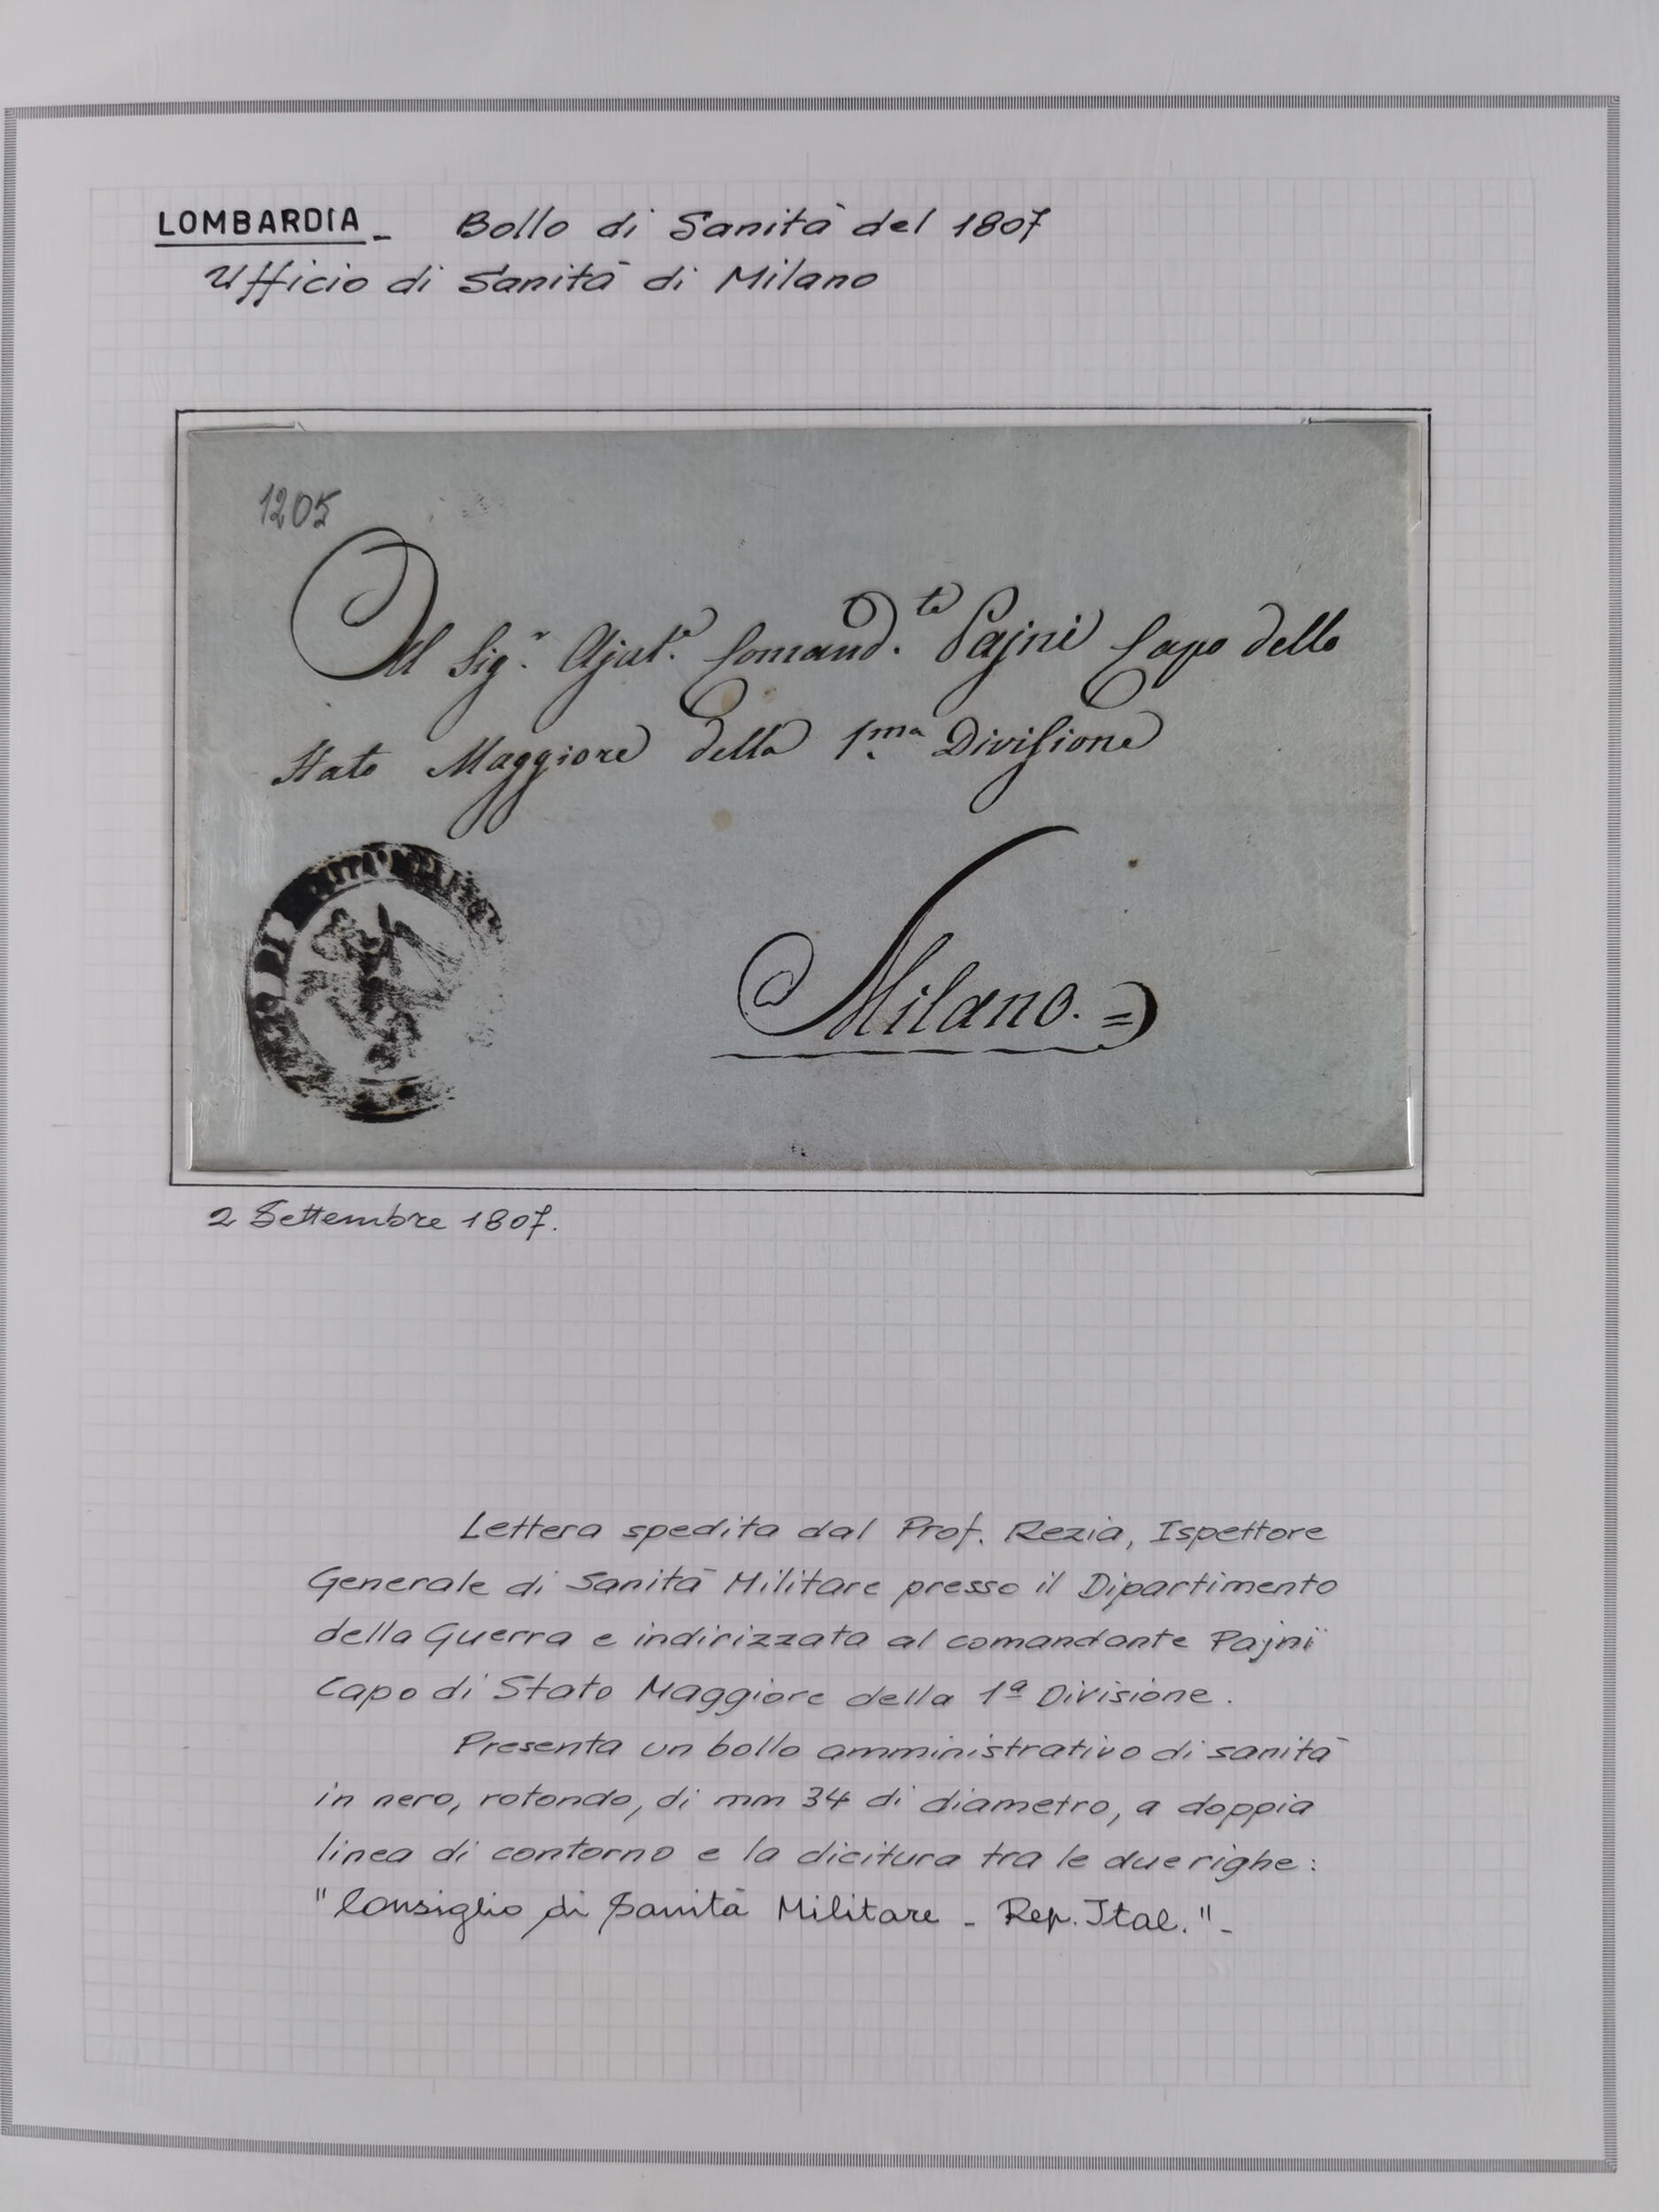 LOMBARDIA - Bollo di Sanità del 1807
Ufficio di Sanità di Milano
1205
Al Sig.r Ajut.e Comand.te Pajni Capo dello
Stato Maggiore della 1.ma Divisione
DI
Milano. =
2 Settembre 1807.
Lettera spedita dal Prof. Rezia, Ispettore
Generale di Sanità Militare presso il Dipartimento
della Guerra e indirizzata al comandante Pajni
Capo di Stato Maggiore della 1ª Divisione.
Presenta un bollo amministrativo di sanità
in nero, rotondo, di mm 34 di diametro, a doppia
linea di contorno e la dicitura tra le due righe:
"Consiglio di Sanità Militare - Rep. Ital." -